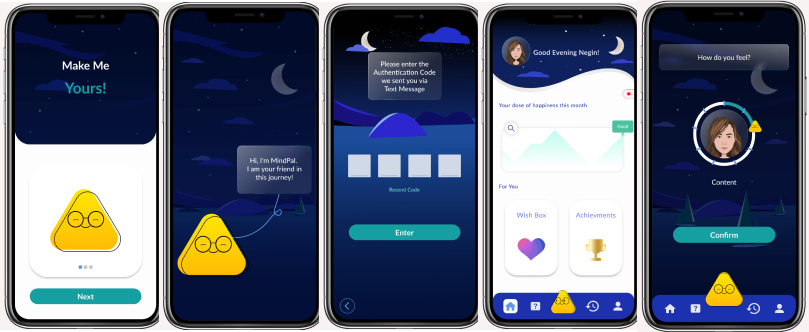 Make Me
Yours!
Next
Hi, I'm MindPal.
I am your friend in
this journey!
Please enter the
Authentication Code
we sent you via
Text Message
Resend Code
Enter
Good Evening Negin!
Your dose of happiness this month
Good
For You
Wish Box
Achievments
How do you feel?
Content
Confirm